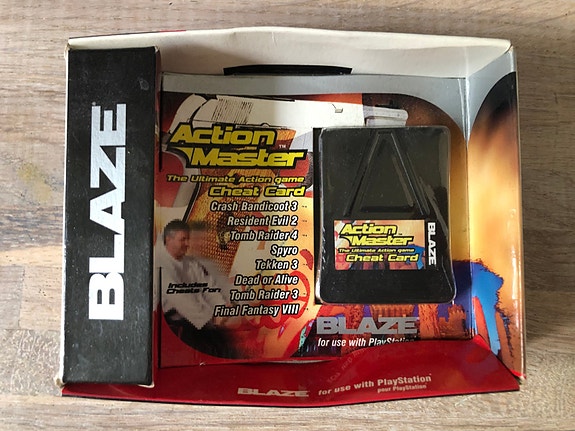 BLAZE
Action
Master™
The Ultimate Action game
Cheat Card
Crash Bandicoot 3
Resident Evil 2
Tomb Raider 4
Spyro
Tekken 3
Dead or Alive
Tomb Raider 3
Final Fantasy VIII
Includes
Cheats For:
Action
Master
The Ultimate Action game
Cheat Card
BLAZE
BLAZE
for use with PlayStation
BLAZE for use with PlayStation
pour PlayStation